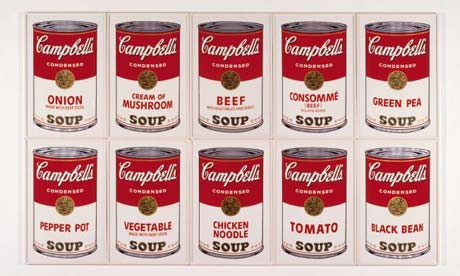 Campbell's
CONDENSED
ONION
MADE WITH BEEF STOCK
SOUP
Campbell's
CONDENSED
CREAM OF
MUSHROOM
SOUP
Campbell's
CONDENSED
BEEF
WITH VEGETABLES AND BARLEY
SOUP
Campbell's
CONDENSED
CONSOMMÉ
(BEEF)
GELATIN ADDED
SOUP
Campbell's
CONDENSED
GREEN PEA
SOUP
Campbell's
CONDENSED
PEPPER POT
SOUP
Campbell's
CONDENSED
VEGETABLE
MADE WITH BEEF STOCK
SOUP
Campbell's
CONDENSED
CHICKEN
NOODLE
SOUP
Campbell's
CONDENSED
TOMATO
SOUP
Campbell's
CONDENSED
BLACK BEAN
SOUP